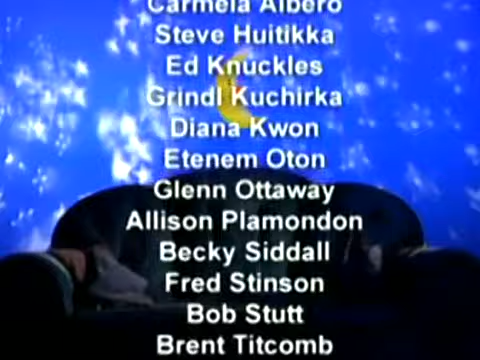 Carmela Albero
Steve Huitikka
Ed Knuckles
Grindl Kuchirka
Diana Kwon
Etenem Oton
Glenn Ottaway
Allison Plamondon
Becky Siddall
Fred Stinson
Bob Stutt
Brent Titcomb